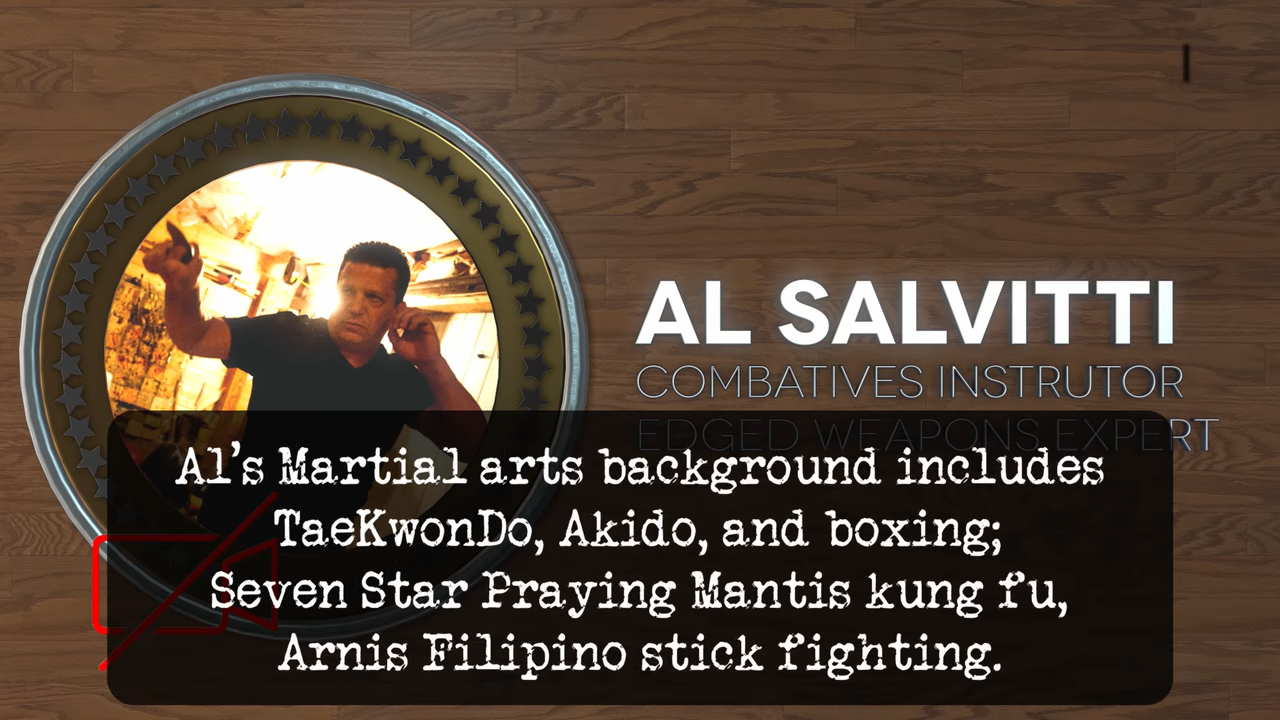 AL SALVITTI
COMBATIVES INSTRUTOR
EDGED WEAPONS EXPERT
Al's Martial arts background includes
TaeKwonDo, Akido, and boxing;
Seven Star Praying Mantis kung fu,
Arnis Filipino stick fighting.